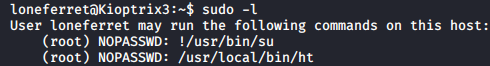 loneferret@Kioptrix3:~$ sudo -l
User loneferret may run the following commands on this host:
(root) NOPASSWD: !/usr/bin/su
(root) NOPASSWD: /usr/local/bin/ht